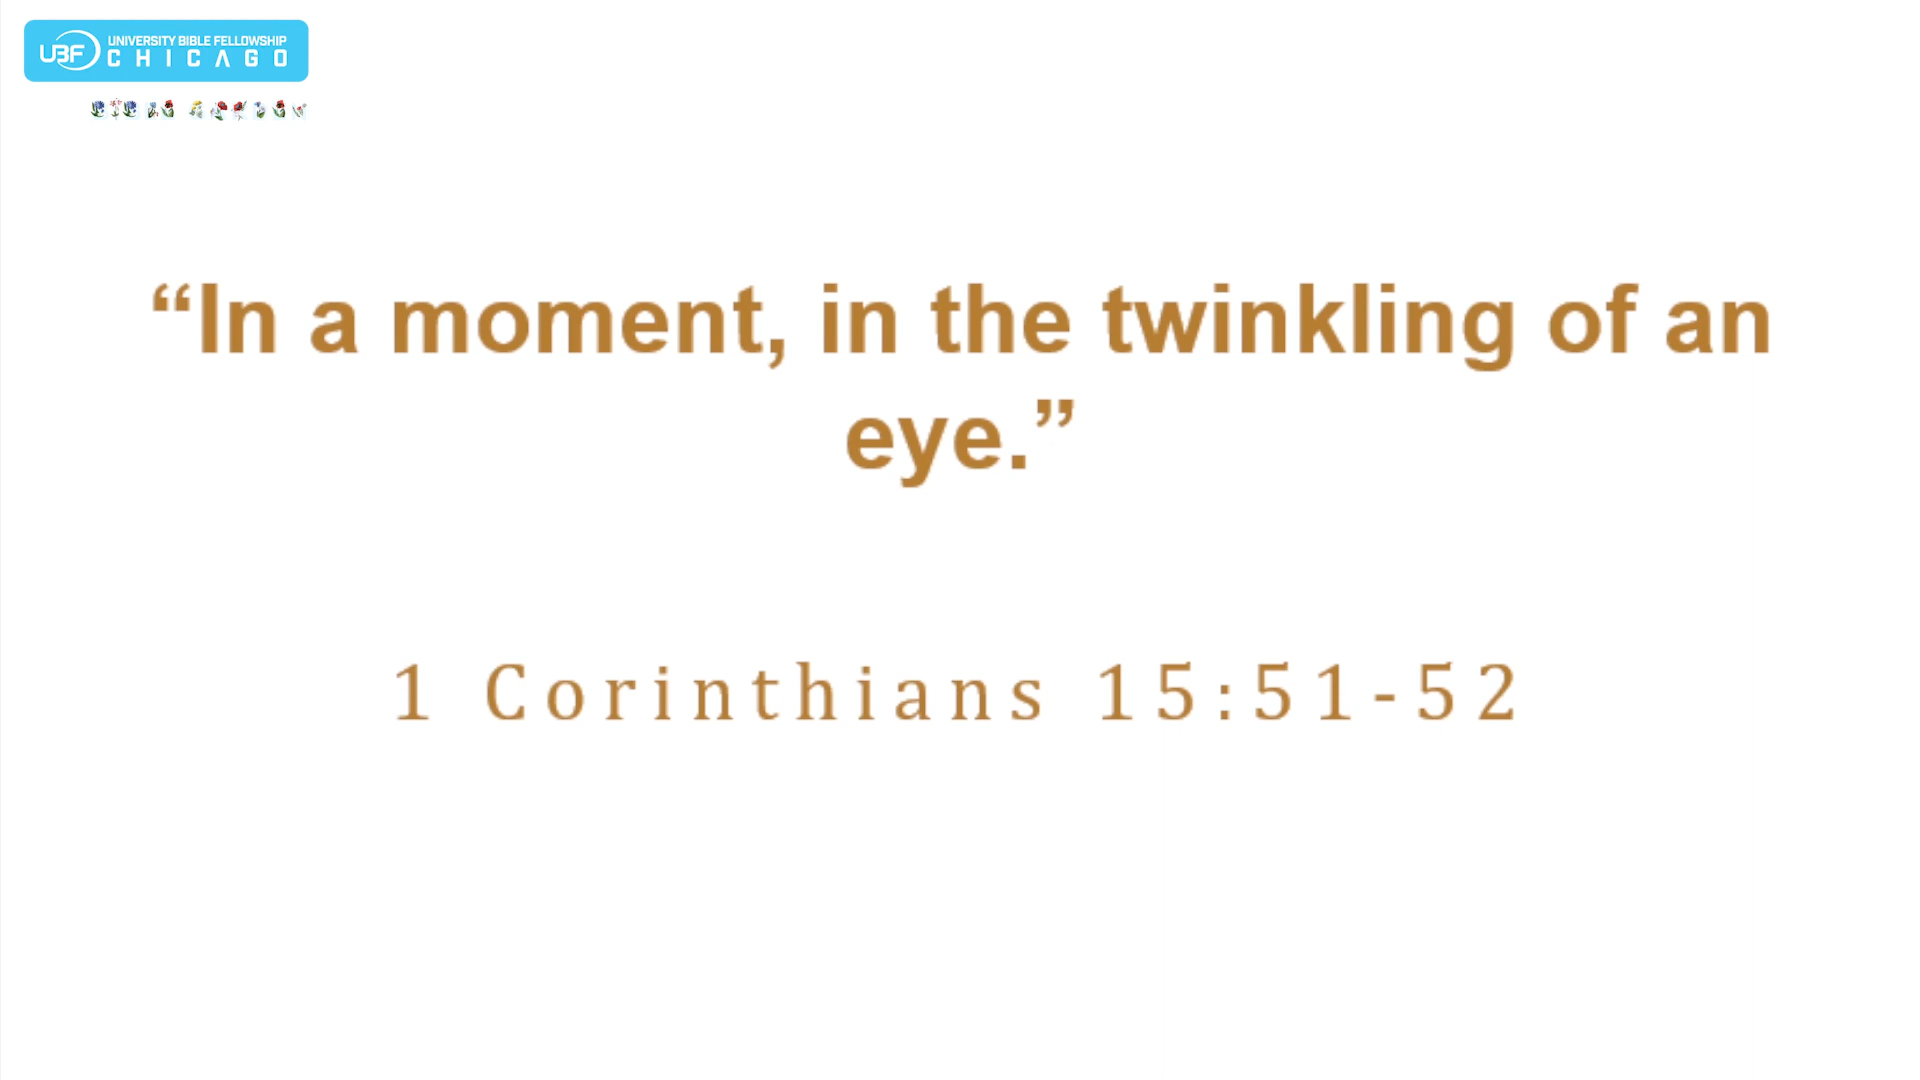 UBF
UNIVERSITY BIBLE FELLOWSHIP
CHICAGO
“In a moment, in the twinkling of an
eye.”
1 Corinthians 15:51-52